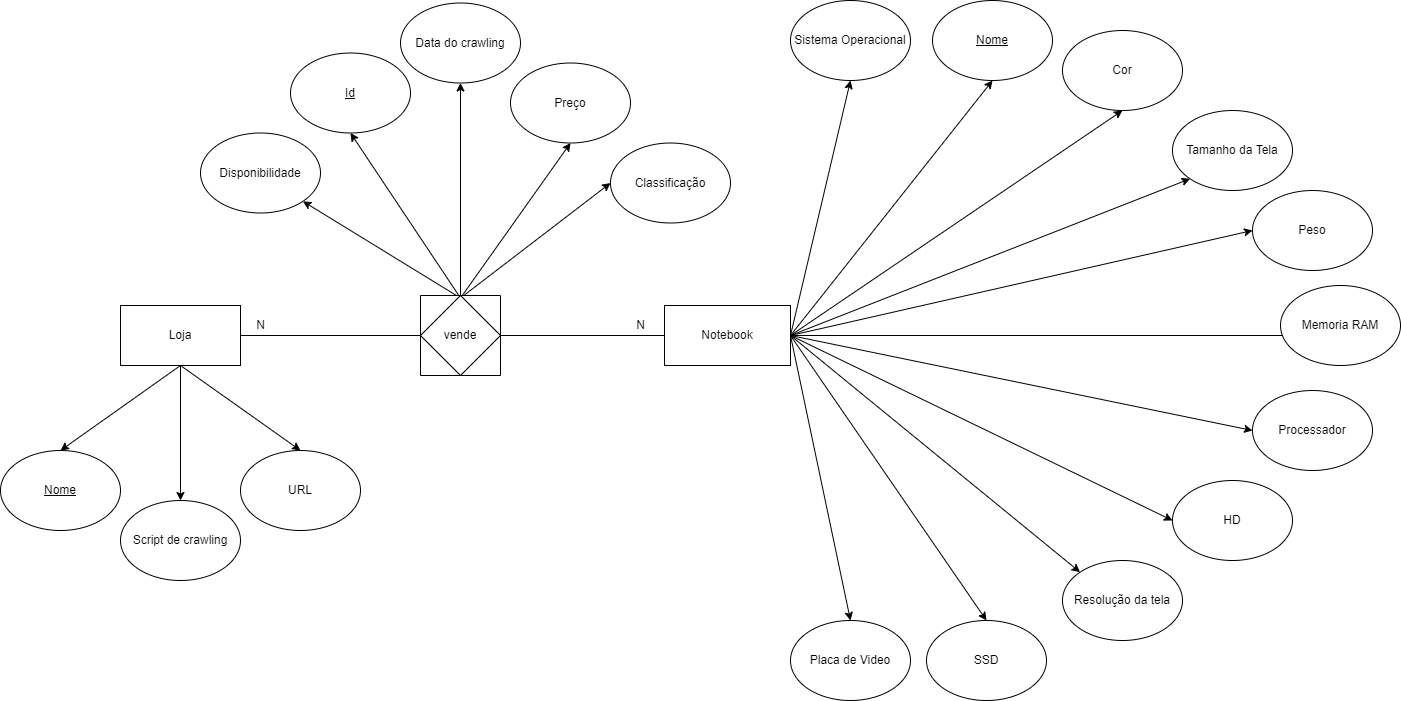 Sistema Operacional
Nome
Data do crawling
Cor
Id
Preço
Tamanho da Tela
Disponibilidade
Classificação
Peso
N
N
Memoria RAM
Loja
vende
Notebook
Processador
Nome
URL
HD
Script de crawling
Resolução da tela
Placa de Video
SSD